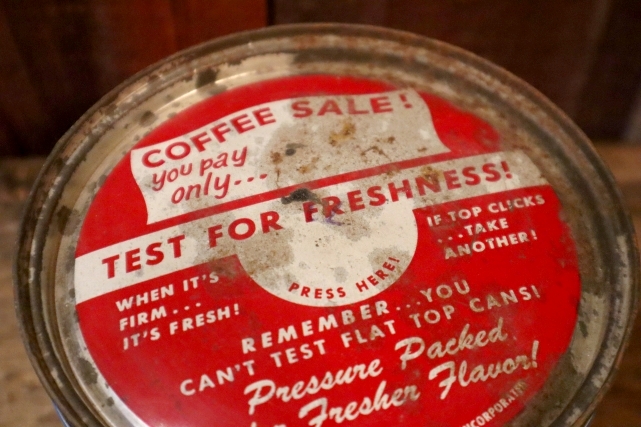 COFFEE SALE!
you pay
only...
TEST FOR FRESHNESS!
WHEN IT'S
FIRM...
IT'S FRESH!
PRESS HERE!
IF TOP CLICKS
...TAKE
ANOTHER!
REMEMBER...YOU
CAN'T TEST FLAT TOP CANS!
Pressure Packed
Fresher Flavor!